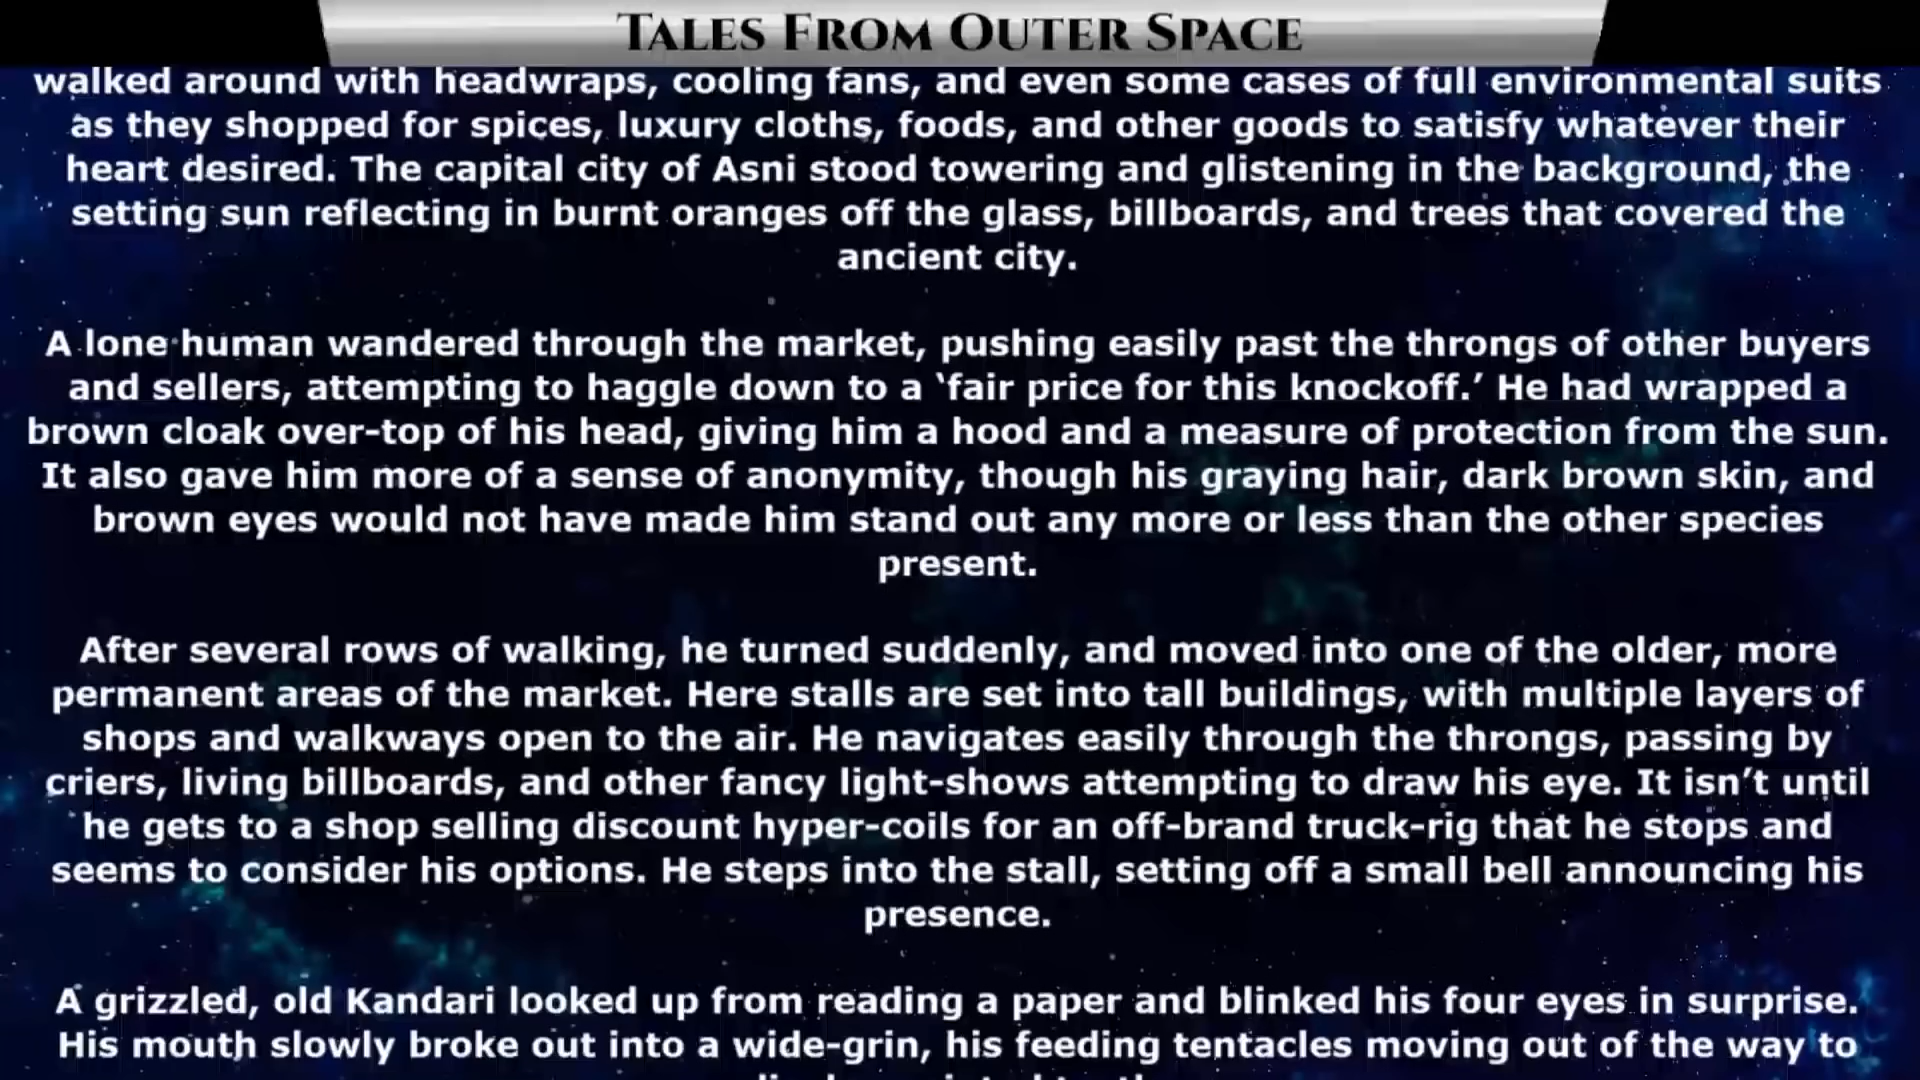 Tales From Outer Space
walked around with headwraps, cooling fans, and even some cases of full environmental suits
as they shopped for spices, luxury cloths, foods, and other goods to satisfy whatever their
heart desired. The capital city of Asni stood towering and glistening in the background, the
setting sun reflecting in burnt oranges off the glass, billboards, and trees that covered the
ancient city.
A lone human wandered through the market, pushing easily past the throngs of other buyers
and sellers, attempting to haggle down to a ‘fair price for this knockoff.’ He had wrapped a
brown cloak over-top of his head, giving him a hood and a measure of protection from the sun.
It also gave him more of a sense of anonymity, though his graying hair, dark brown skin, and
brown eyes would not have made him stand out any more or less than the other species
present.
After several rows of walking, he turned suddenly, and moved into one of the older, more
permanent areas of the market. Here stalls are set into tall buildings, with multiple layers of
shops and walkways open to the air. He navigates easily through the throngs, passing by
criers, living billboards, and other fancy light-shows attempting to draw his eye. It isn’t until
he gets to a shop selling discount hyper-coils for an off-brand truck-rig that he stops and
seems to consider his options. He steps into the stall, setting off a small bell announcing his
presence.
A grizzled, old Kandari looked up from reading a paper and blinked his four eyes in surprise.
His mouth slowly broke out into a wide-grin, his feeding tentacles moving out of the way to